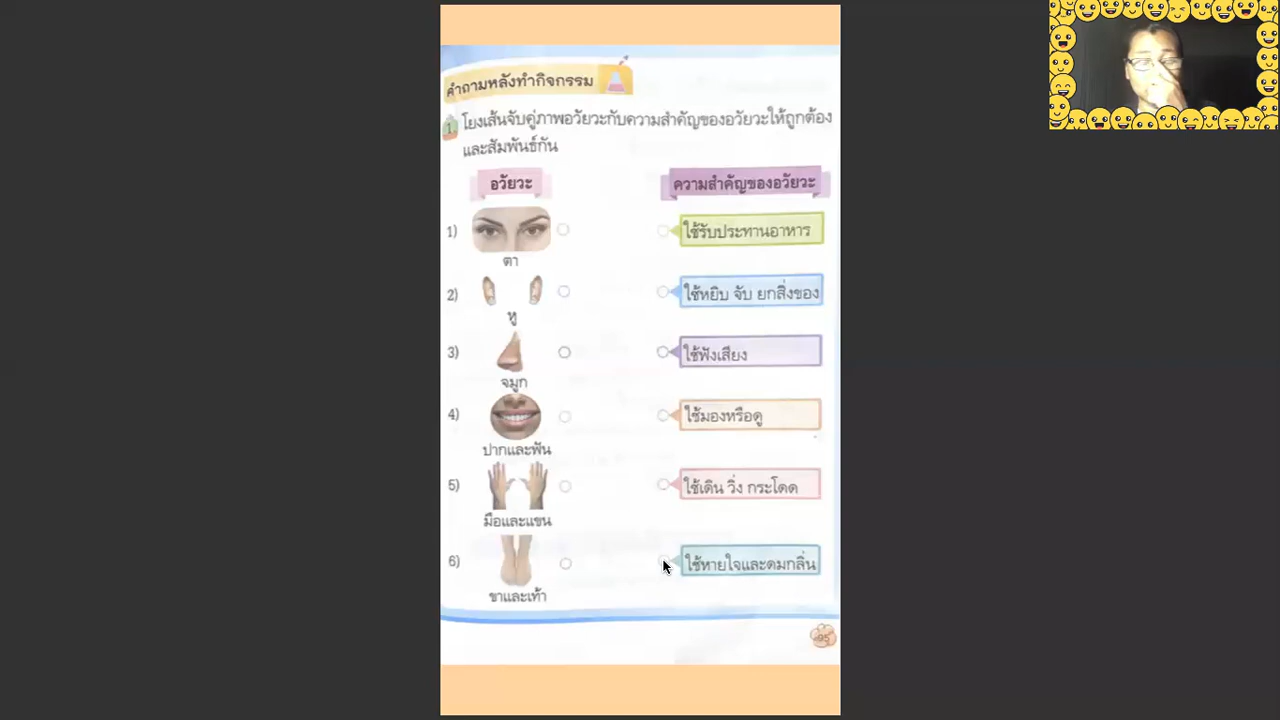 คำถามหลังทำกิจกรรม
1. โยงเส้นจับคู่ภาพอวัยวะกับความสำคัญของอวัยวะให้ถูกต้อง
และสัมพันธ์กัน
อวัยวะ ความสำคัญของอวัยวะ
1) ใช้รับประทานอาหาร
ตา
2) ใช้หยิบ จับ ยกสิ่งของ
หู
3) ใช้ฟังเสียง
จมูก
4) ใช้มองหรือดู
ปากและฟัน
5) ใช้เดิน วิ่ง กระโดด
มือและแขน
6) ใช้หายใจและดมกลิ่น
ขาและเท้า
95